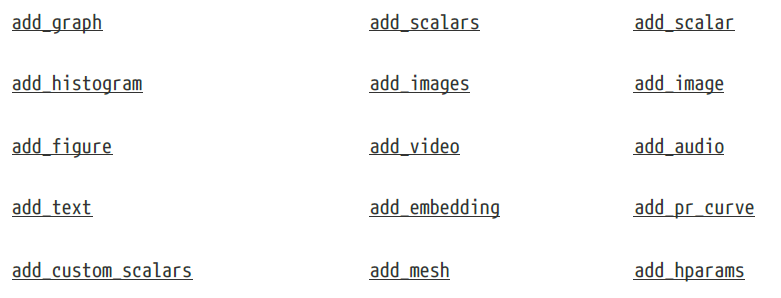 add_graph add_scalars add_scalar
add_histogram add_images add_image
add_figure add_video add_audio
add_text add_embedding add_pr_curve
add_custom_scalars add_mesh add_hparams